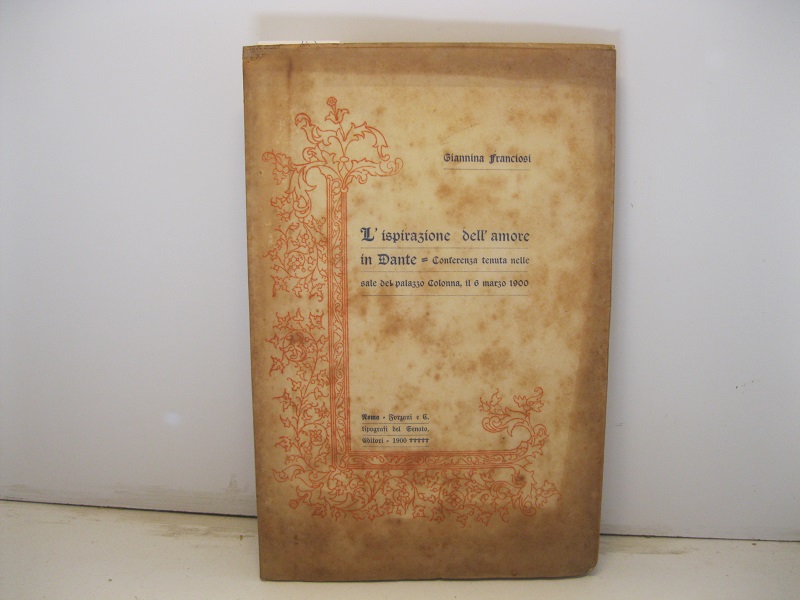 Giannina Franciosi
L'ispirazione dell'amore
in Dante = Conferenza tenuta nelle
sale del palazzo Colonna, il 6 marzo 1900
Roma - Forzani e C.
tipografi del Senato,
Editori - 1900